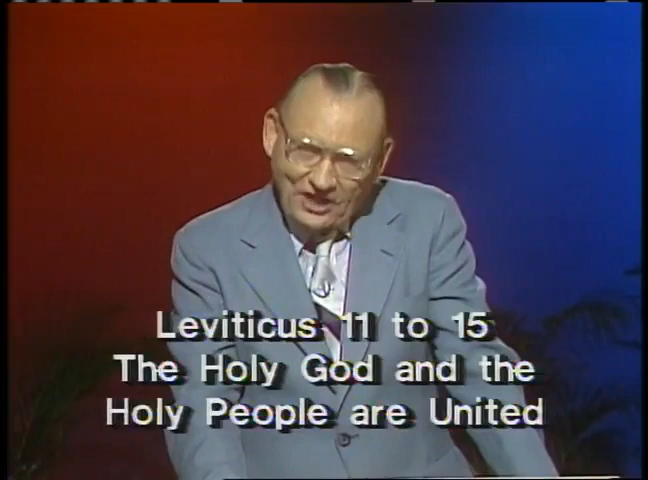 Leviticus 11 to 15
The Holy God and the
Holy People are United